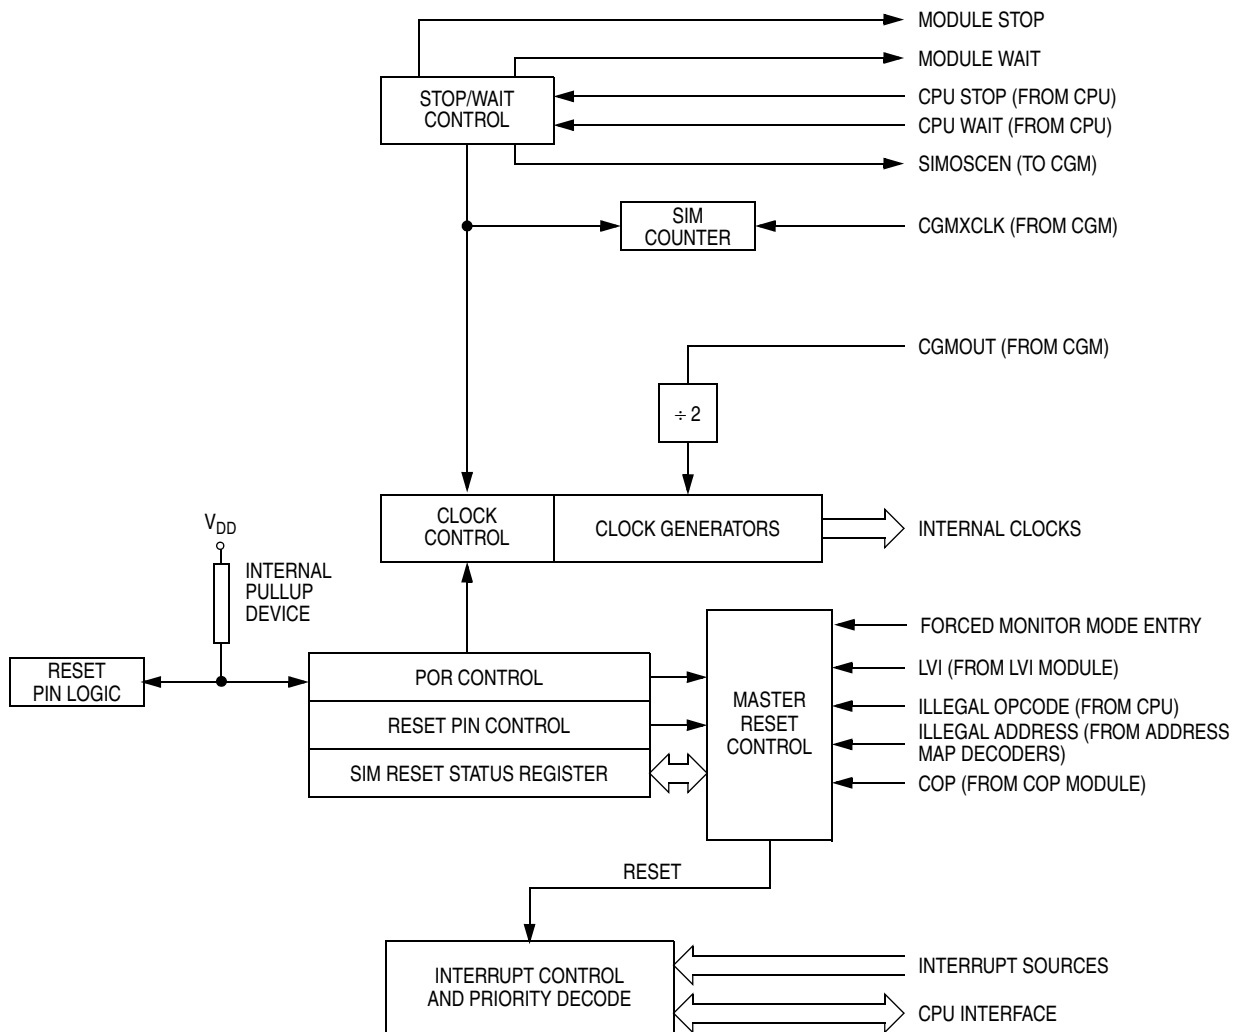 MODULE STOP
MODULE WAIT
STOP/WAIT
CONTROL
CPU STOP (FROM CPU)
CPU WAIT (FROM CPU)
SIMOSCEN (TO CGM)
SIM
COUNTER
CGMXCLK (FROM CGM)
CGMOUT (FROM CGM)
÷ 2
CLOCK
CONTROL
CLOCK GENERATORS
INTERNAL CLOCKS
VDD
INTERNAL
PULLUP
DEVICE
RESET
PIN LOGIC
POR CONTROL
RESET PIN CONTROL
SIM RESET STATUS REGISTER
MASTER
RESET
CONTROL
FORCED MONITOR MODE ENTRY
LVI (FROM LVI MODULE)
ILLEGAL OPCODE (FROM CPU)
ILLEGAL ADDRESS (FROM ADDRESS
MAP DECODERS)
COP (FROM COP MODULE)
RESET
INTERRUPT CONTROL
AND PRIORITY DECODE
INTERRUPT SOURCES
CPU INTERFACE